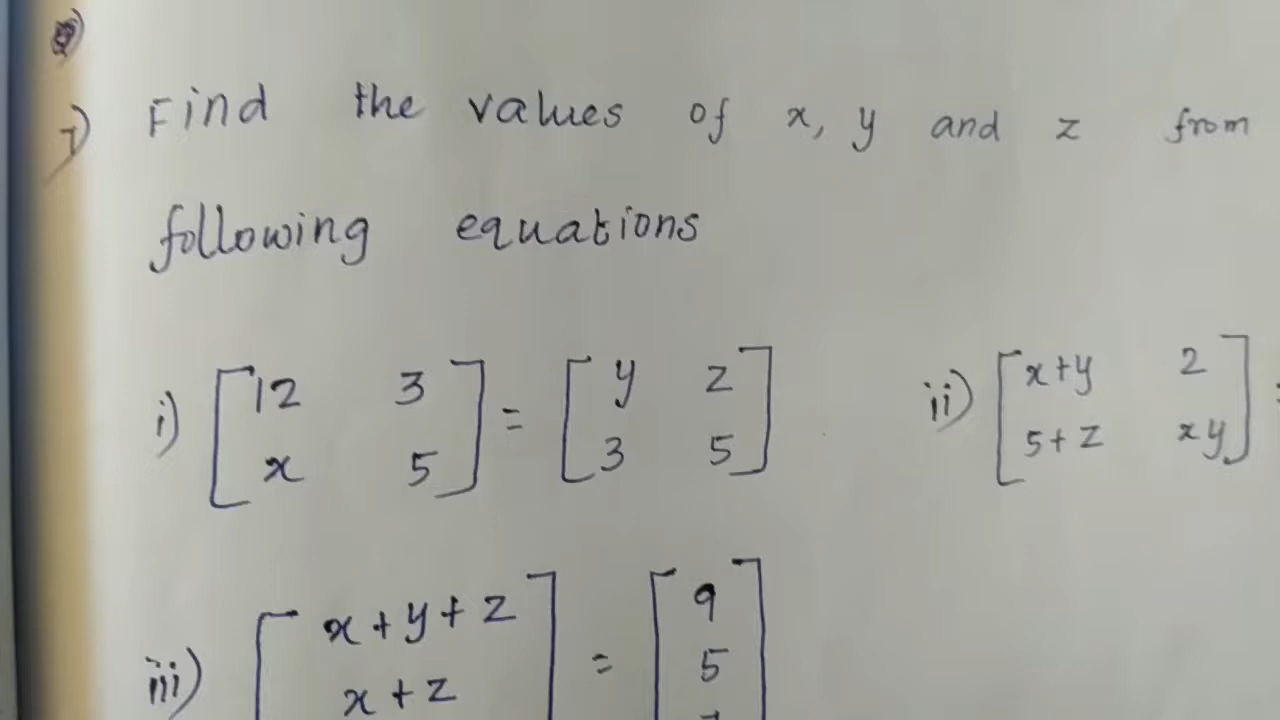 1) Find the values of x, y and z from
following equations
i) [12 3 x 5] = [y z 3 5] ii) [x+y 2 5+z xy]
iii) [x+y+z x+z = [9 5